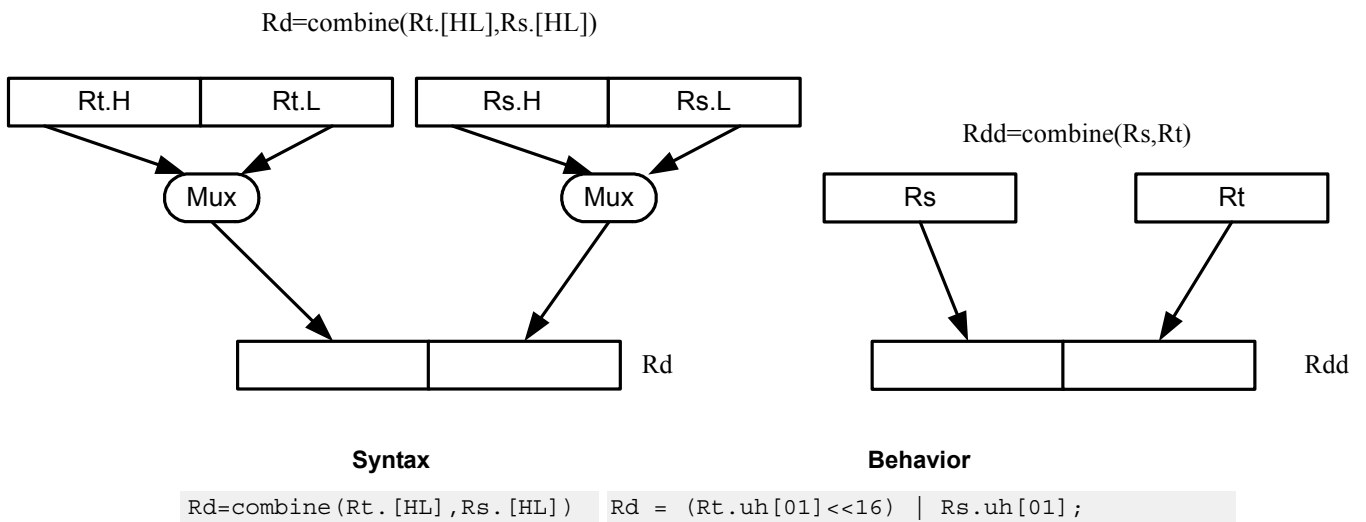 Rd=combine(Rt.[HL],Rs.[HL])
Rt.H Rt.L Rs.H Rs.L
Rdd=combine(Rs,Rt)
Mux Mux
Rs Rt
Rd
Rdd
Syntax Behavior
Rd=combine(Rt.[HL],Rs.[HL]) Rd = (Rt.uh[01]<<16) | Rs.uh[01];